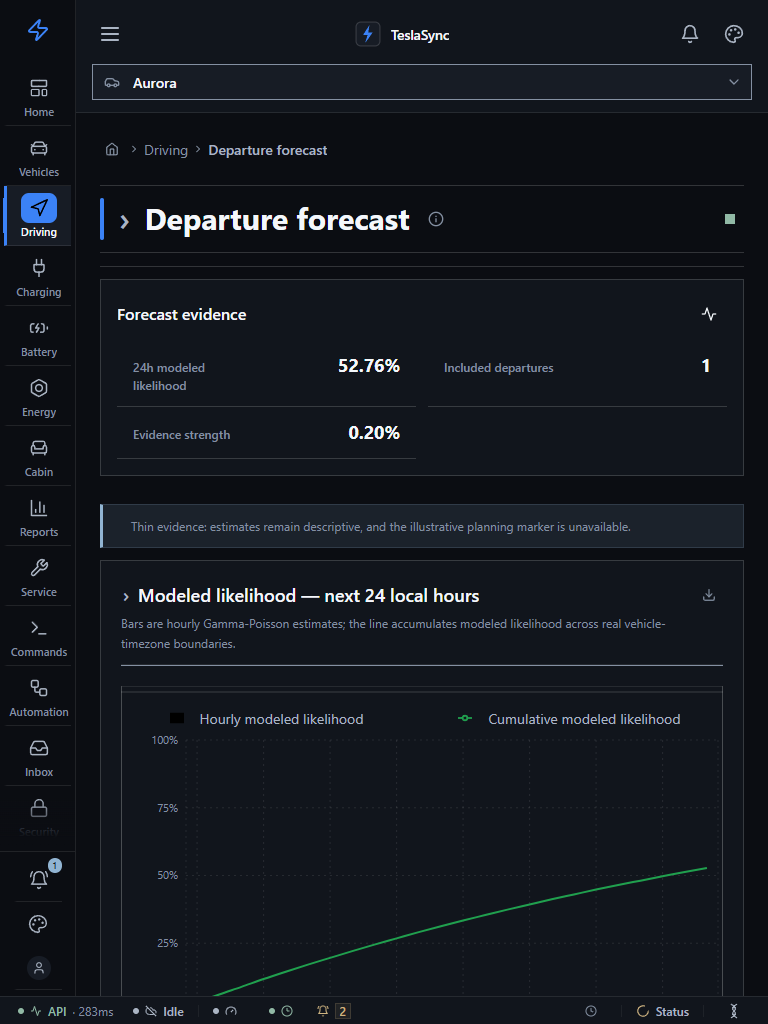 TeslaSync
Aurora
Home
Vehicles
Driving
Charging
Battery
Energy
Cabin
Reports
Service
Commands
Automation
Inbox
Security
1
Driving
Departure forecast
Departure forecast
Forecast evidence
24h modeled
likelihood
52.76%
Included departures
1
Evidence strength
0.20%
Thin evidence: estimates remain descriptive, and the illustrative planning marker is unavailable.
Modeled likelihood — next 24 local hours
Bars are hourly Gamma-Poisson estimates; the line accumulates modeled likelihood across real vehicle-
timezone boundaries.
Hourly modeled likelihood
Cumulative modeled likelihood
100%
75%
50%
25%
API · 283ms
Idle
2
Status